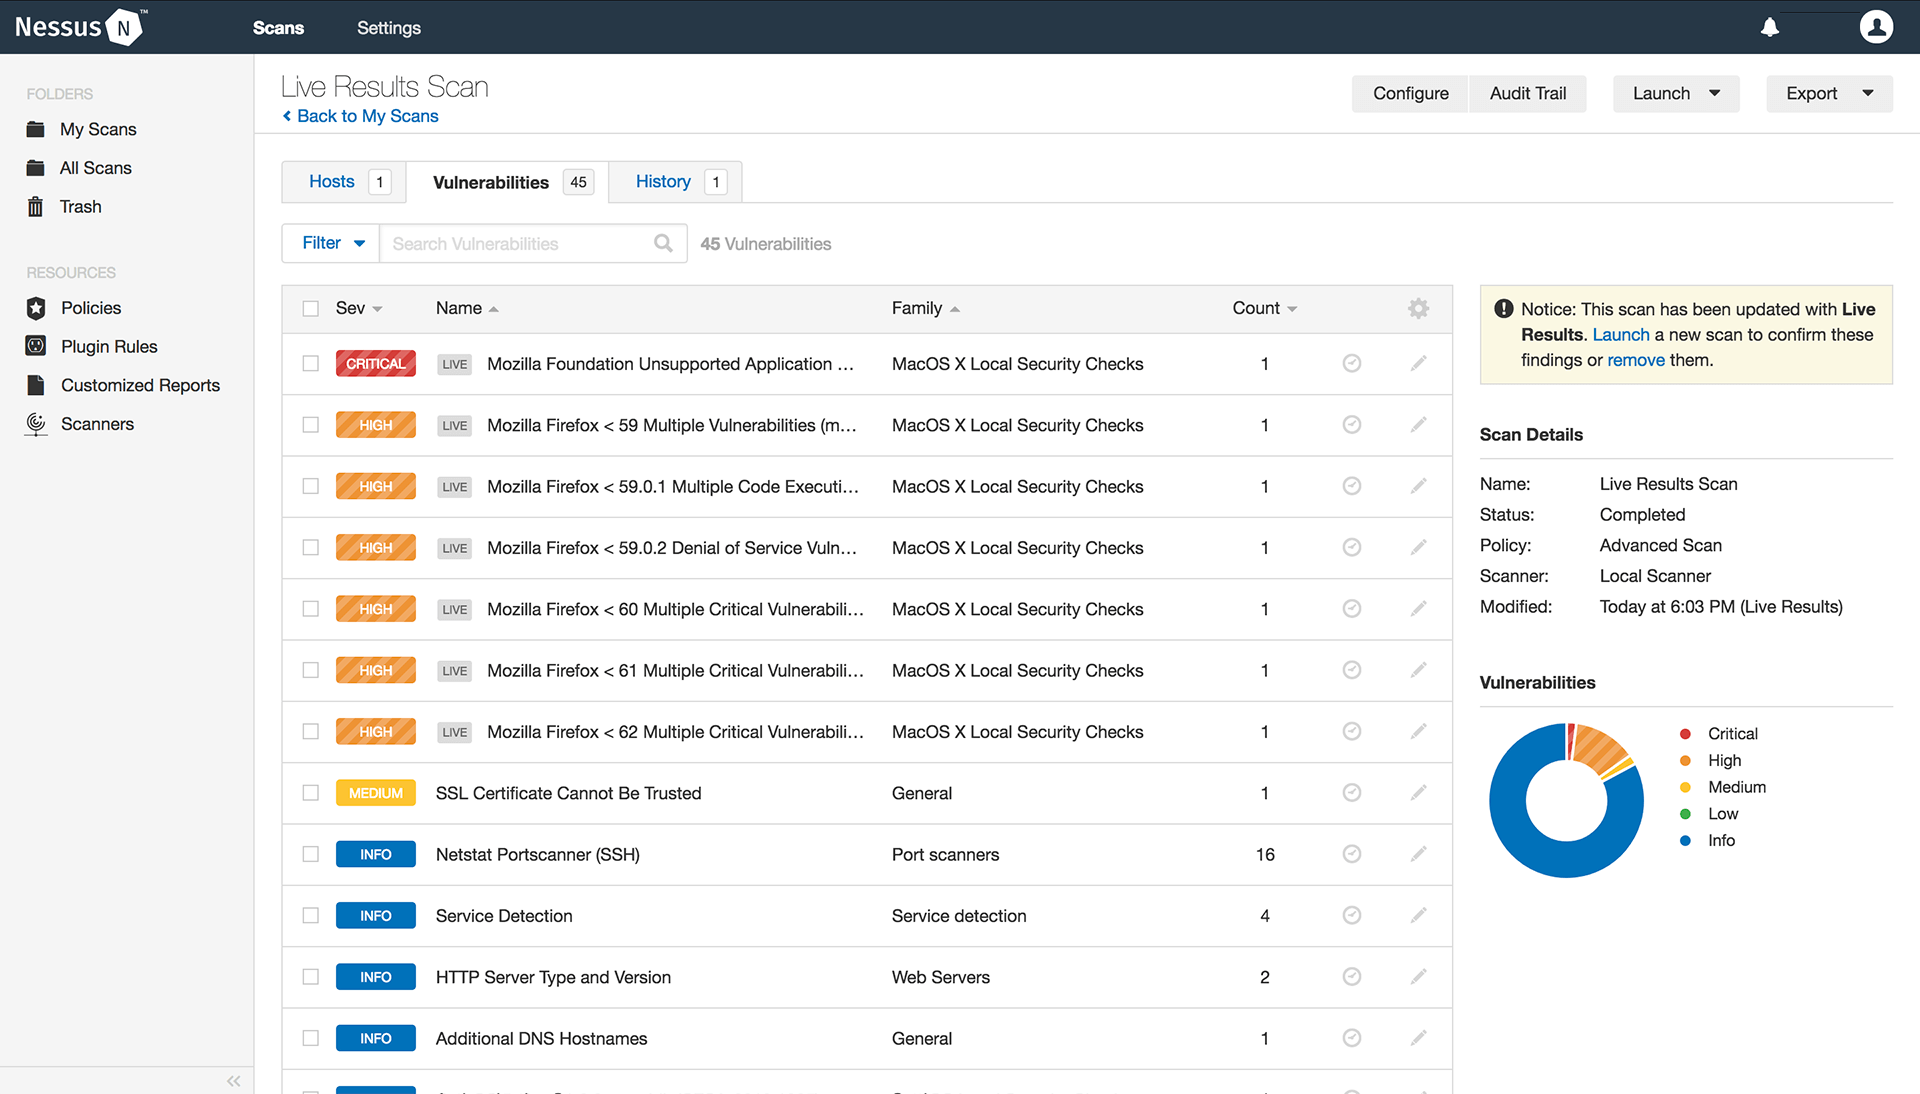 Nessus N ™
Scans Settings
FOLDERS
My Scans
All Scans
Trash
RESOURCES
Policies
Plugin Rules
Customized Reports
Scanners
Live Results Scan
Back to My Scans
Configure Audit Trail Launch Export
Hosts 1 Vulnerabilities 45 History 1
Filter Search Vulnerabilities 45 Vulnerabilities
Sev Name Family Count
CRITICAL LIVE Mozilla Foundation Unsupported Application ... MacOS X Local Security Checks 1
HIGH LIVE Mozilla Firefox < 59 Multiple Vulnerabilities (m... MacOS X Local Security Checks 1
HIGH LIVE Mozilla Firefox < 59.0.1 Multiple Code Executi... MacOS X Local Security Checks 1
HIGH LIVE Mozilla Firefox < 59.0.2 Denial of Service Vuln... MacOS X Local Security Checks 1
HIGH LIVE Mozilla Firefox < 60 Multiple Critical Vulnerabili... MacOS X Local Security Checks 1
HIGH LIVE Mozilla Firefox < 61 Multiple Critical Vulnerabili... MacOS X Local Security Checks 1
HIGH LIVE Mozilla Firefox < 62 Multiple Critical Vulnerabili... MacOS X Local Security Checks 1
MEDIUM SSL Certificate Cannot Be Trusted General 1
INFO Netstat Portscanner (SSH) Port scanners 16
INFO Service Detection Service detection 4
INFO HTTP Server Type and Version Web Servers 2
INFO Additional DNS Hostnames General 1
Notice: This scan has been updated with Live
Results. Launch a new scan to confirm these
findings or remove them.
Scan Details
Name: Live Results Scan
Status: Completed
Policy: Advanced Scan
Scanner: Local Scanner
Modified: Today at 6:03 PM (Live Results)
Vulnerabilities
Critical
High
Medium
Low
Info